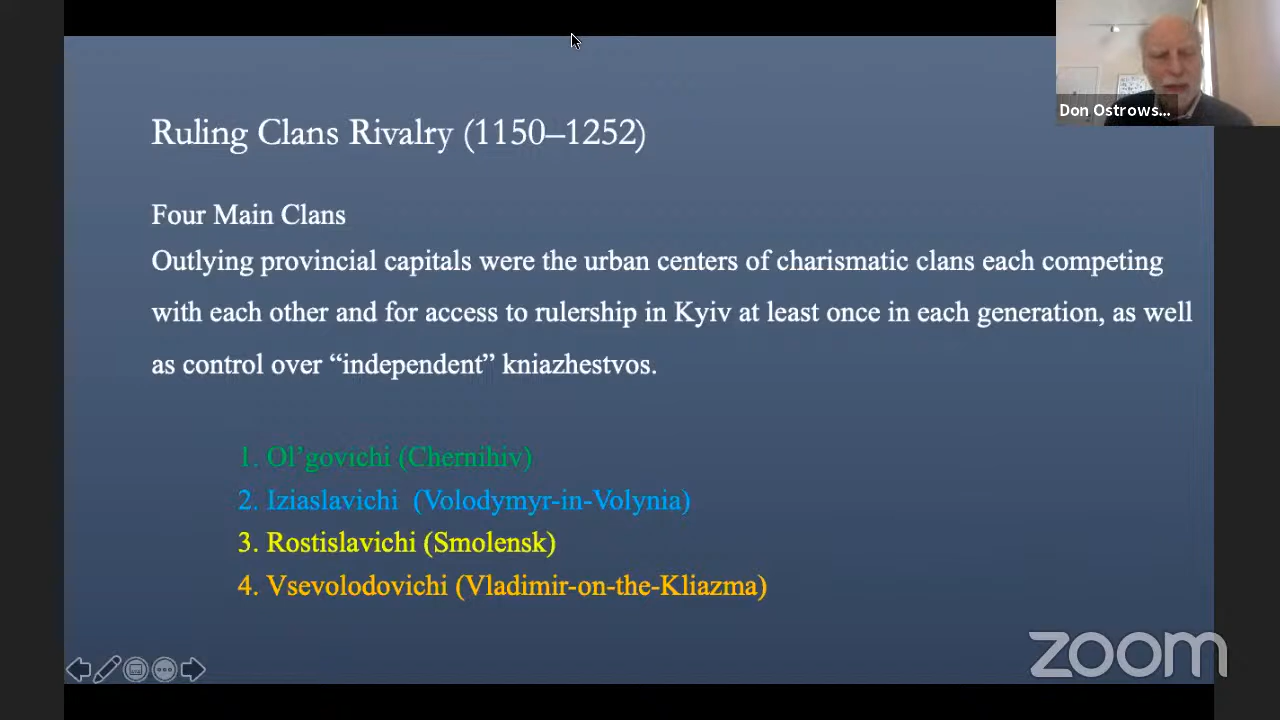 Don Ostrows...
Ruling Clans Rivalry (1150–1252)
Four Main Clans
Outlying provincial capitals were the urban centers of charismatic clans each competing
with each other and for access to rulership in Kyiv at least once in each generation, as well
as control over “independent” kniazhestvos.
1. Ol’govichi (Chernihiv)
2. Iziaslavichi (Volodymyr-in-Volynia)
3. Rostislavichi (Smolensk)
4. Vsevolodovichi (Vladimir-on-the-Kliazma)
zoom